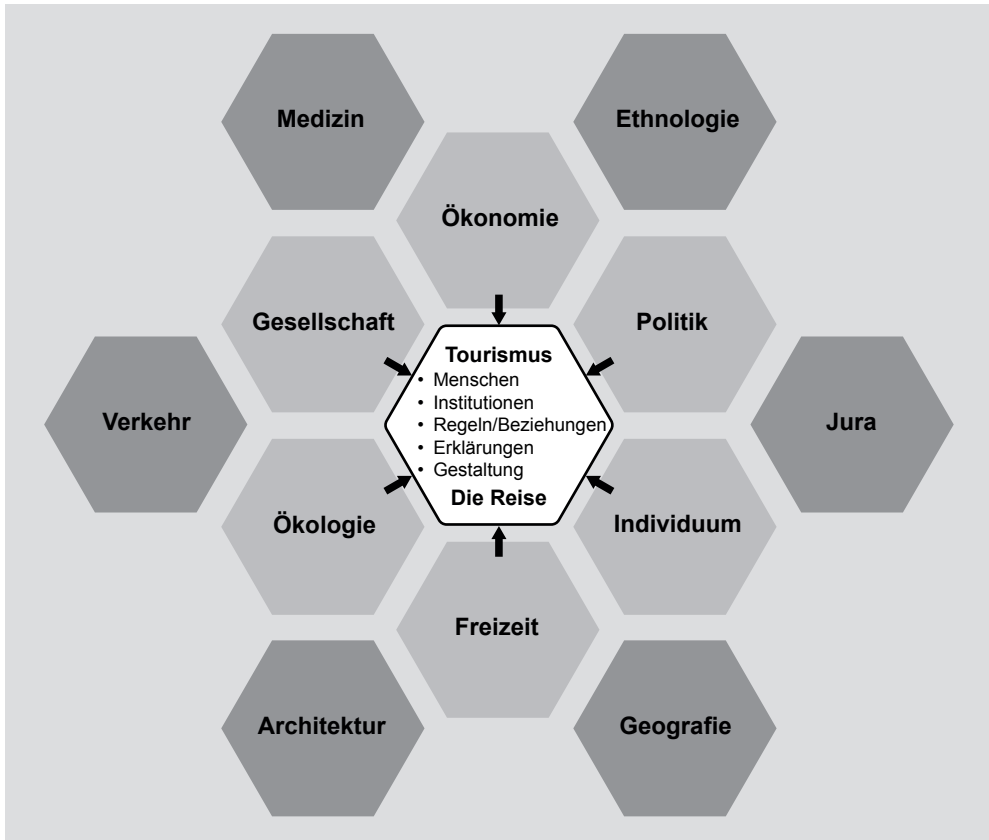 Medizin
Ethnologie
Ökonomie
Gesellschaft
Politik
Tourismus
• Menschen
• Institutionen
• Regeln/Beziehungen
• Erklärungen
• Gestaltung
Die Reise
Verkehr
Jura
Ökologie
Individuum
Freizeit
Architektur
Geografie